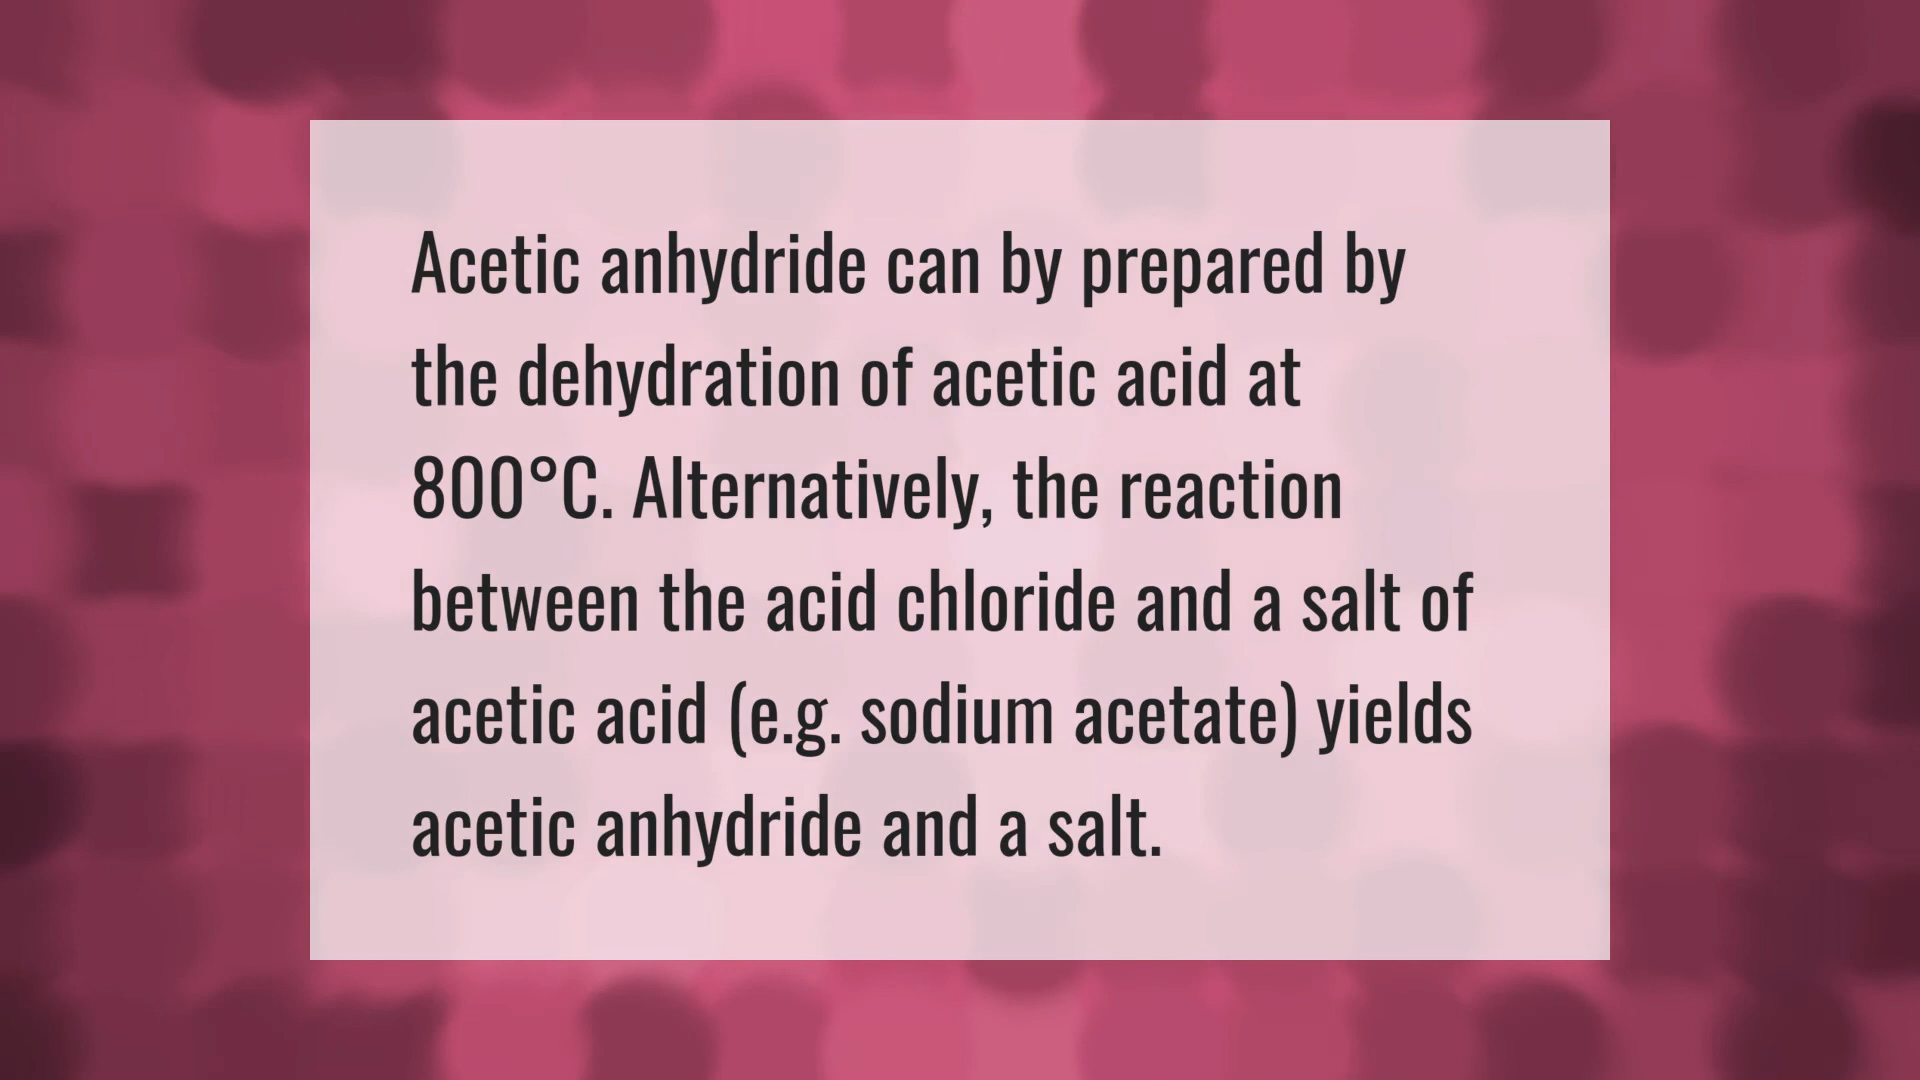 Acetic anhydride can by prepared by
the dehydration of acetic acid at
800°C. Alternatively, the reaction
between the acid chloride and a salt of
acetic acid (e.g. sodium acetate) yields
acetic anhydride and a salt.